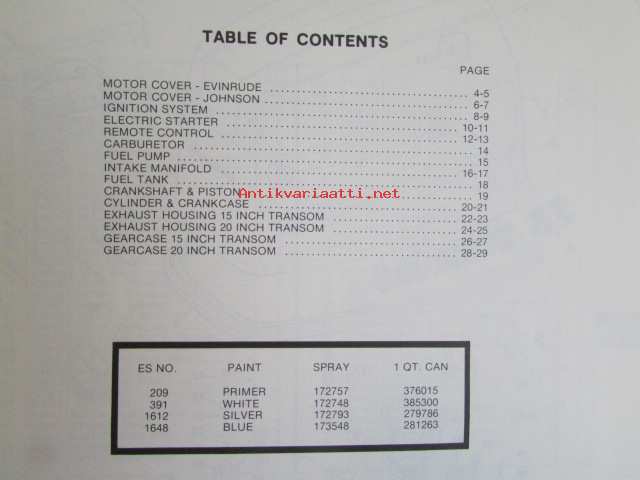 TABLE OF CONTENTS
PAGE
MOTOR COVER - EVINRUDE 4-5
MOTOR COVER - JOHNSON 6-7
IGNITION SYSTEM 8-9
ELECTRIC STARTER 10-11
REMOTE CONTROL 12-13
CARBURETOR 14
FUEL PUMP 15
INTAKE MANIFOLD 16-17
FUEL TANK 18
CRANKSHAFT & PISTON 19
Antikvariaatti.net
CYLINDER & CRANKCASE 20-21
EXHAUST HOUSING 15 INCH TRANSOM 22-23
EXHAUST HOUSING 20 INCH TRANSOM 24-25
GEARCASE 15 INCH TRANSOM 26-27
GEARCASE 20 INCH TRANSOM 28-29
ES NO. PAINT SPRAY 1 QT. CAN
209 PRIMER 172757 376015
391 WHITE 172748 385300
1612 SILVER 172793 279786
1648 BLUE 173548 281263